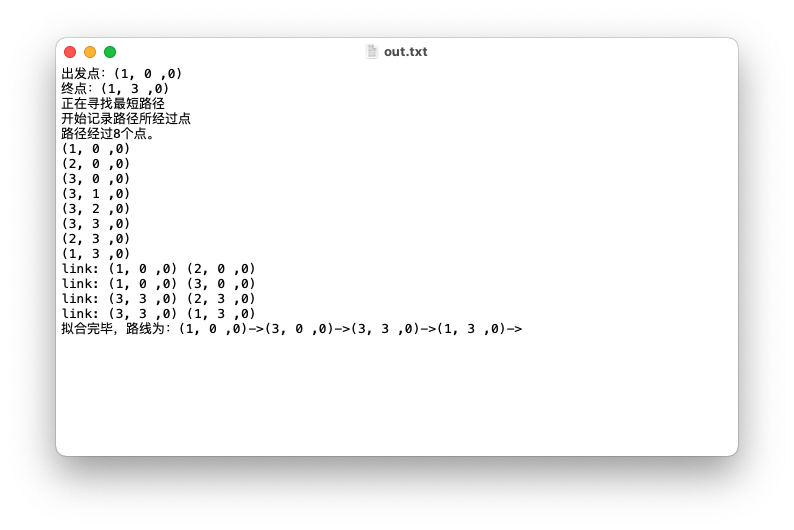 out.txt
出发点：(1, 0 ,0)
终点：(1, 3 ,0)
正在寻找最短路径
开始记录路径所经过点
路径经过8个点。
(1, 0 ,0)
(2, 0 ,0)
(3, 0 ,0)
(3, 1 ,0)
(3, 2 ,0)
(3, 3 ,0)
(2, 3 ,0)
(1, 3 ,0)
link: (1, 0 ,0) (2, 0 ,0)
link: (1, 0 ,0) (3, 0 ,0)
link: (3, 3 ,0) (2, 3 ,0)
link: (3, 3 ,0) (1, 3 ,0)
拟合完毕，路线为：(1, 0 ,0)—>(3, 0 ,0)—>(3, 3 ,0)—>(1, 3 ,0)—>